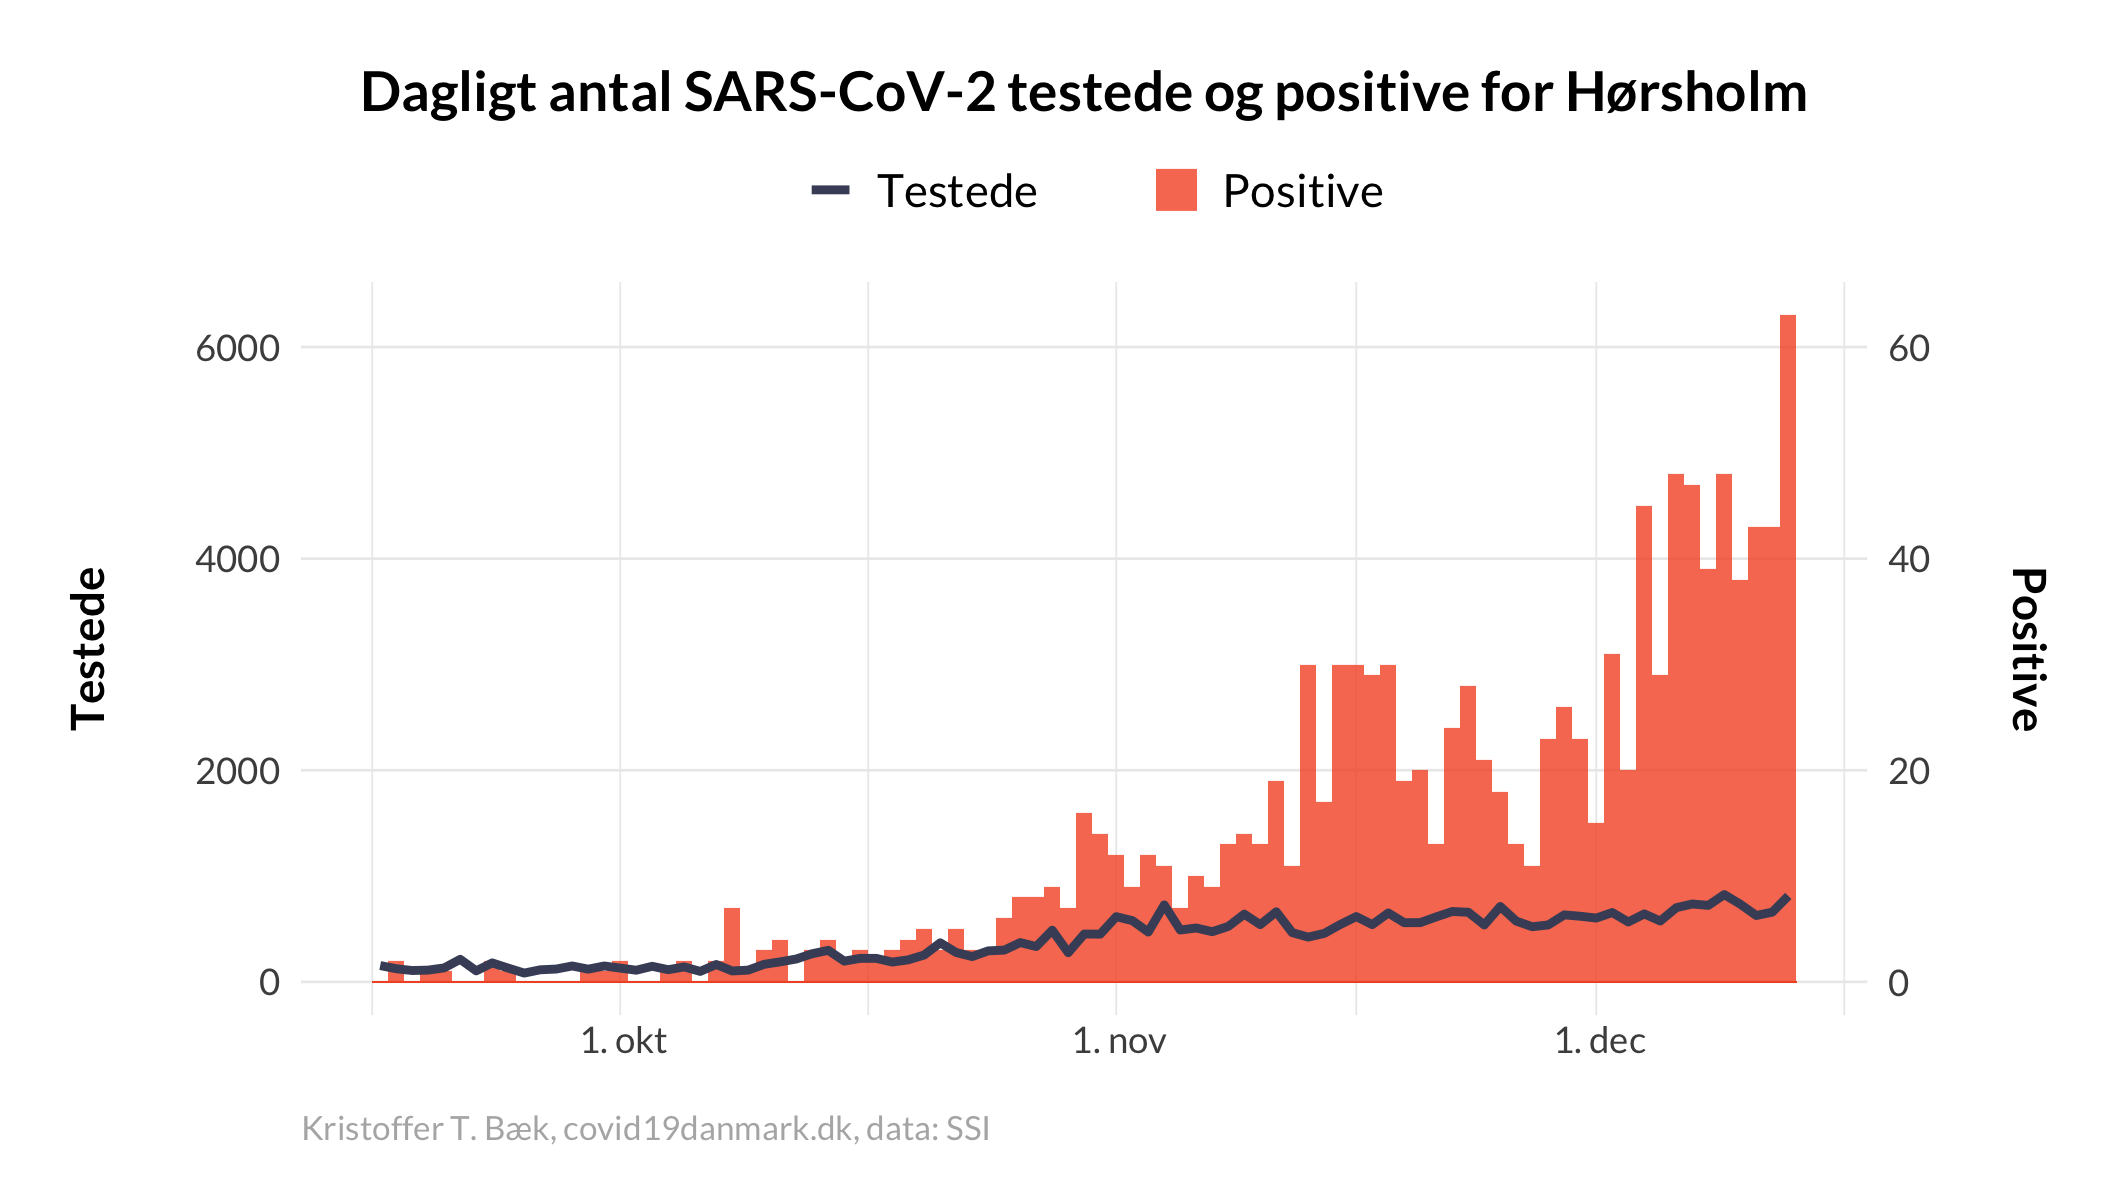 Dagligt antal SARS-CoV-2 testede og positive for Hørsholm
Testede
Positive
6000
4000
2000
0
Testede
60
40
20
0
Positive
1. okt
1. nov
1. dec
Kristoffer T. Bæk, covid19danmark.dk, data: SSI